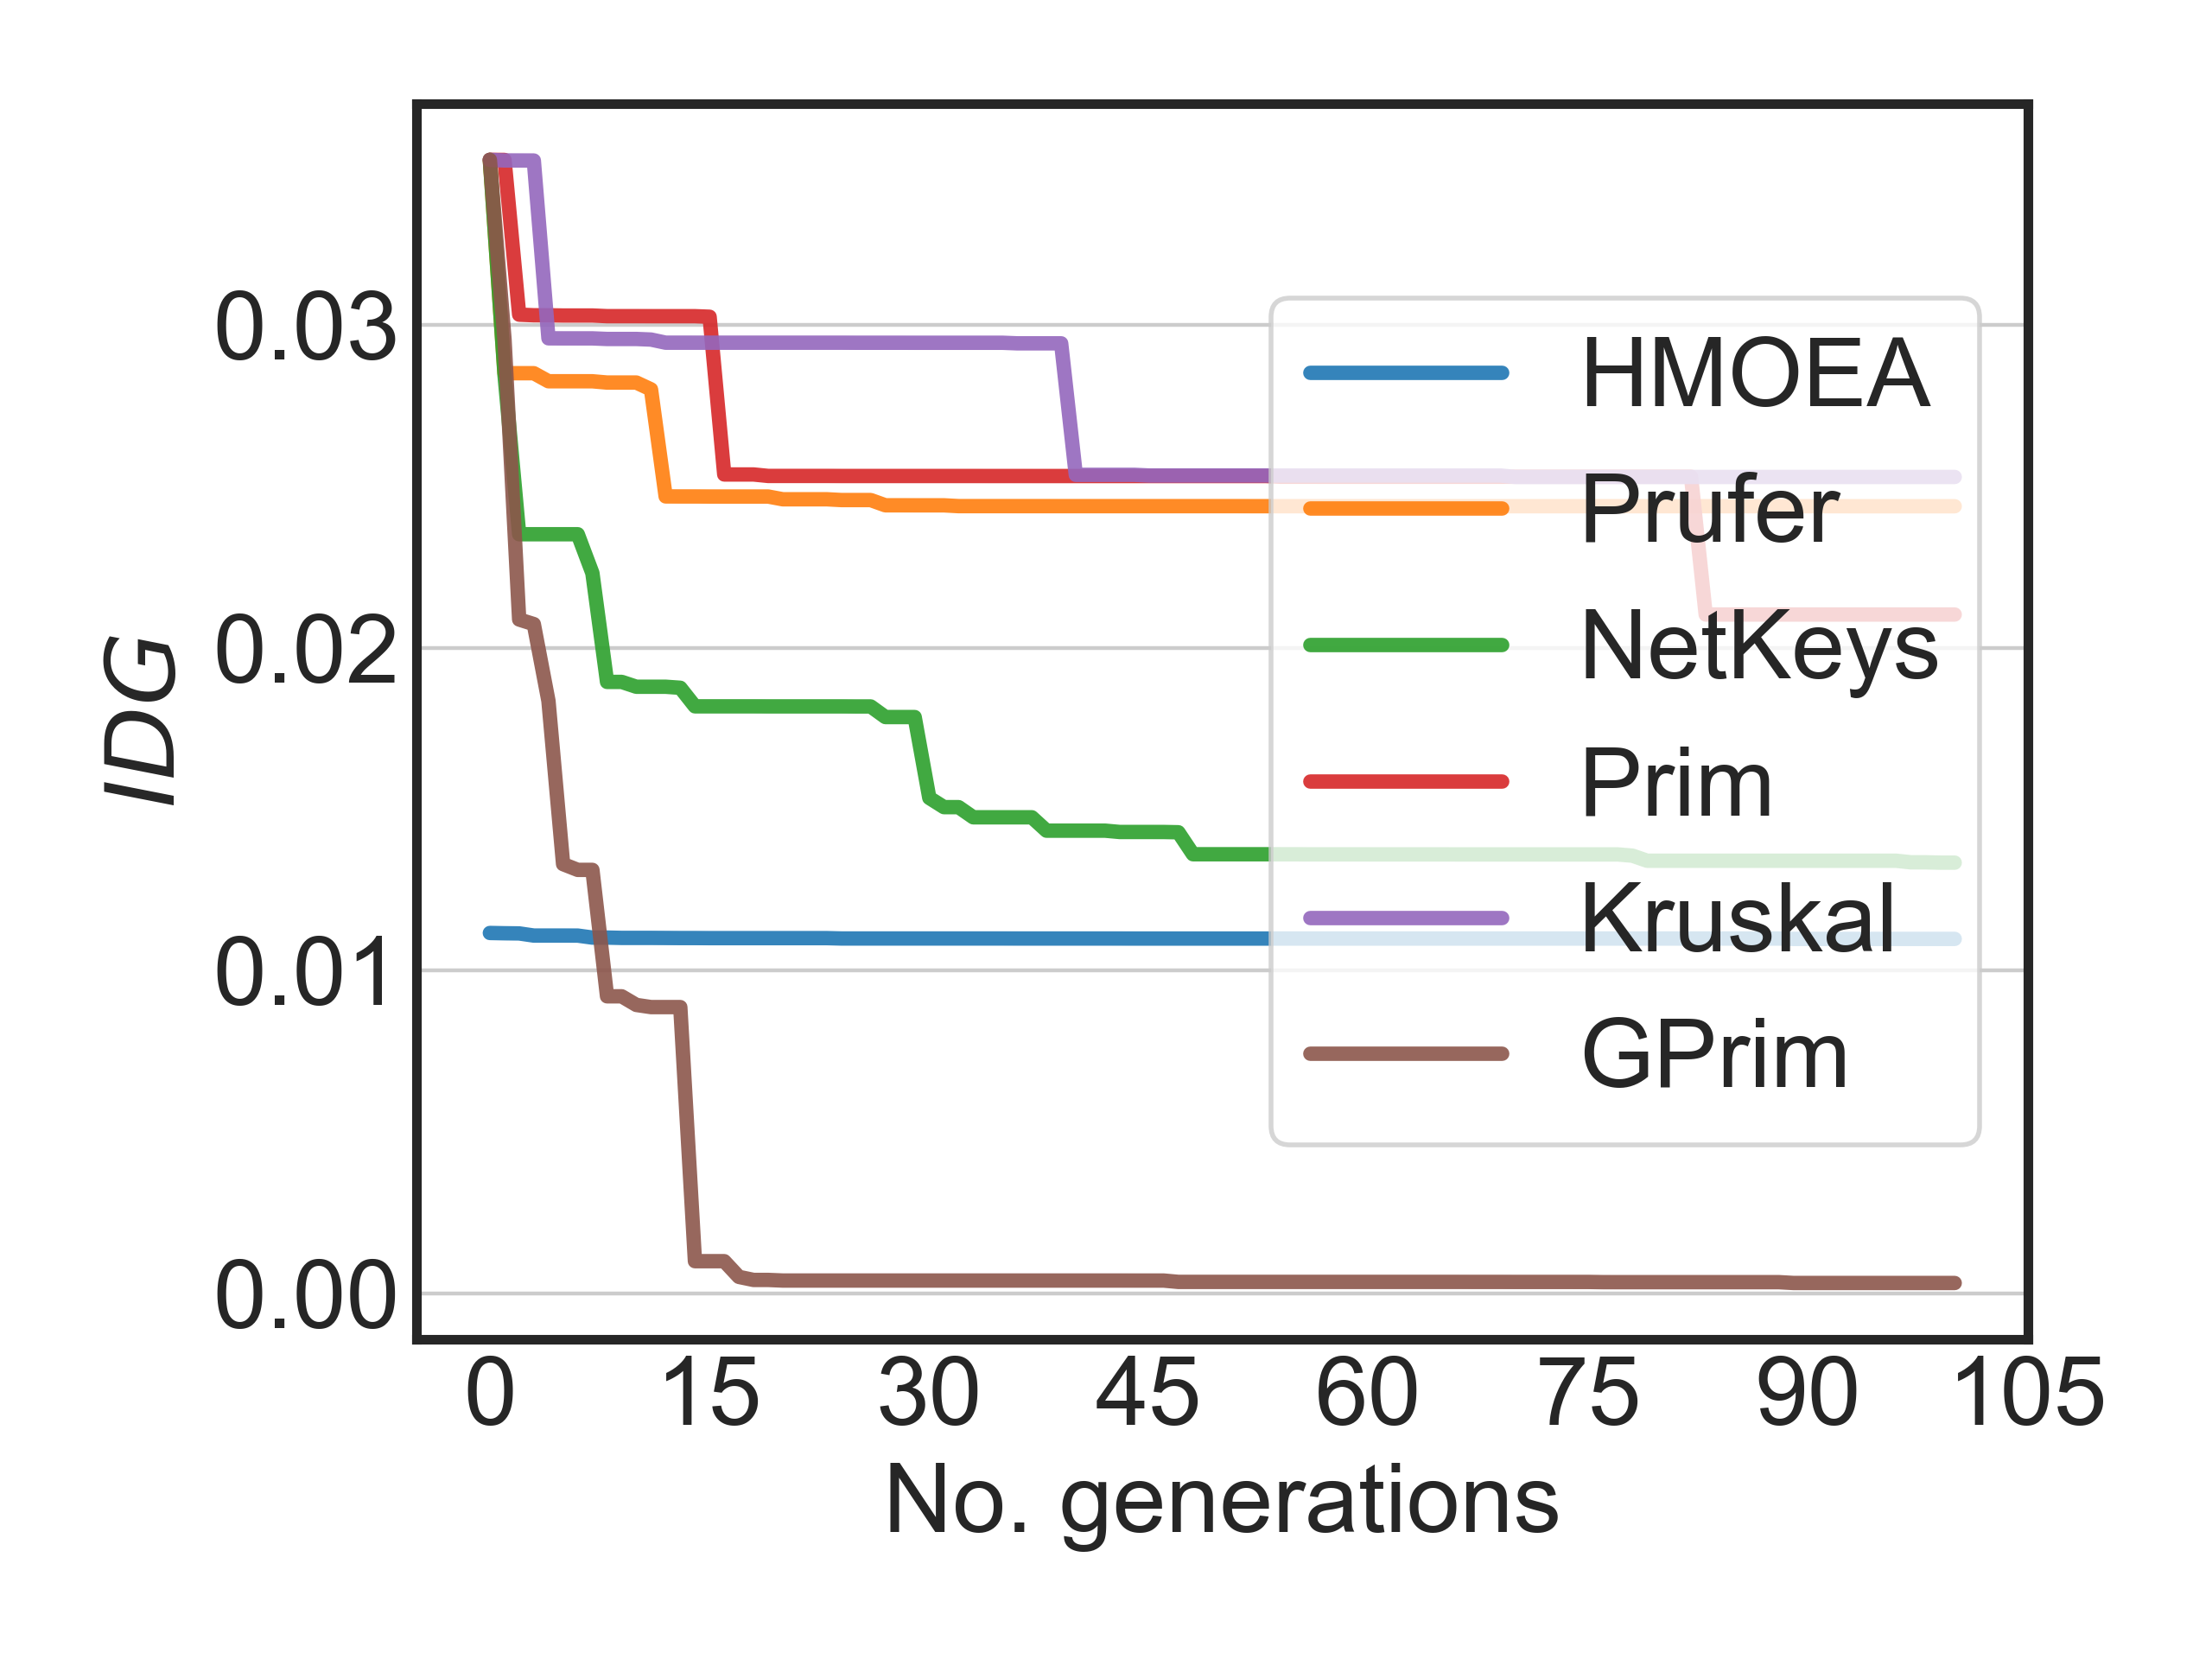 IDG
0.03
0.02
0.01
0.00
0 15 30 45 60 75 90 105
No. generations
HMOEA
Prufer
NetKeys
Prim
Kruskal
GPrim